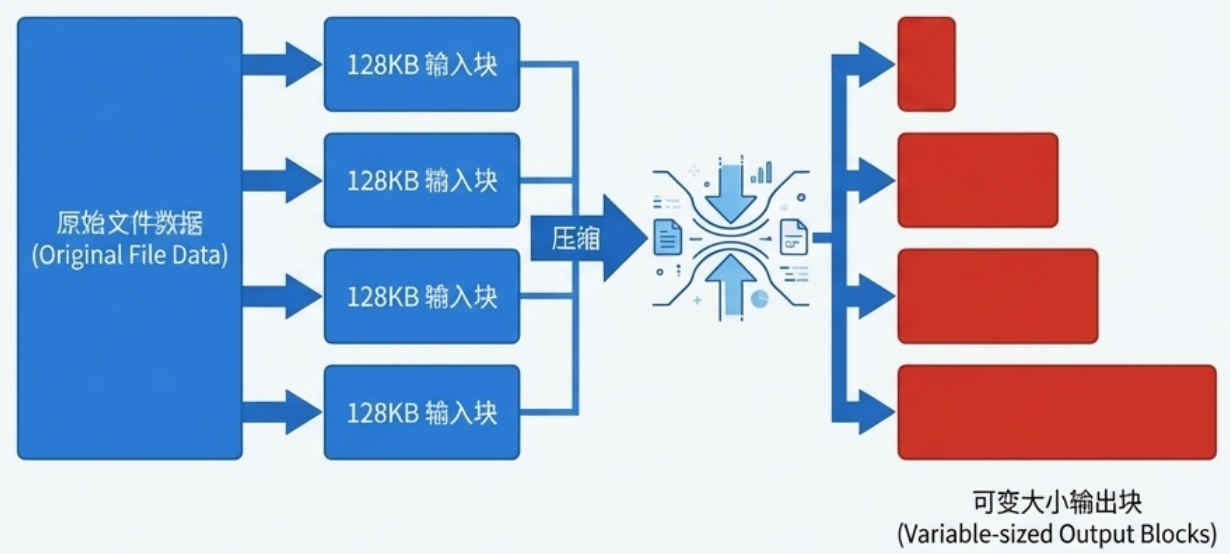 原始文件数据
(Original File Data)
128KB 输入块
128KB 输入块
128KB 输入块
128KB 输入块
压缩
可变大小输出块
(Variable-sized Output Blocks)